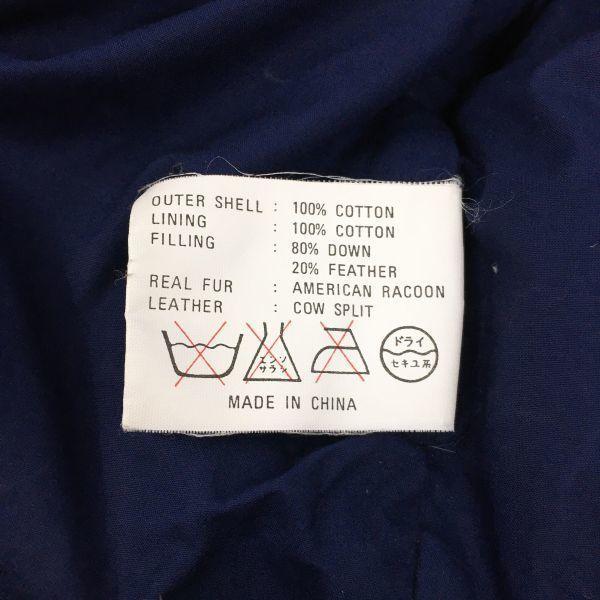 OUTER SHELL : 100% COTTON
LINING : 100% COTTON
FILLING : 80% DOWN
20% FEATHER
REAL FUR : AMERICAN RACOON
LEATHER : COW SPLIT
エンソ
サラシ
ドライ
セキユ系
MADE IN CHINA